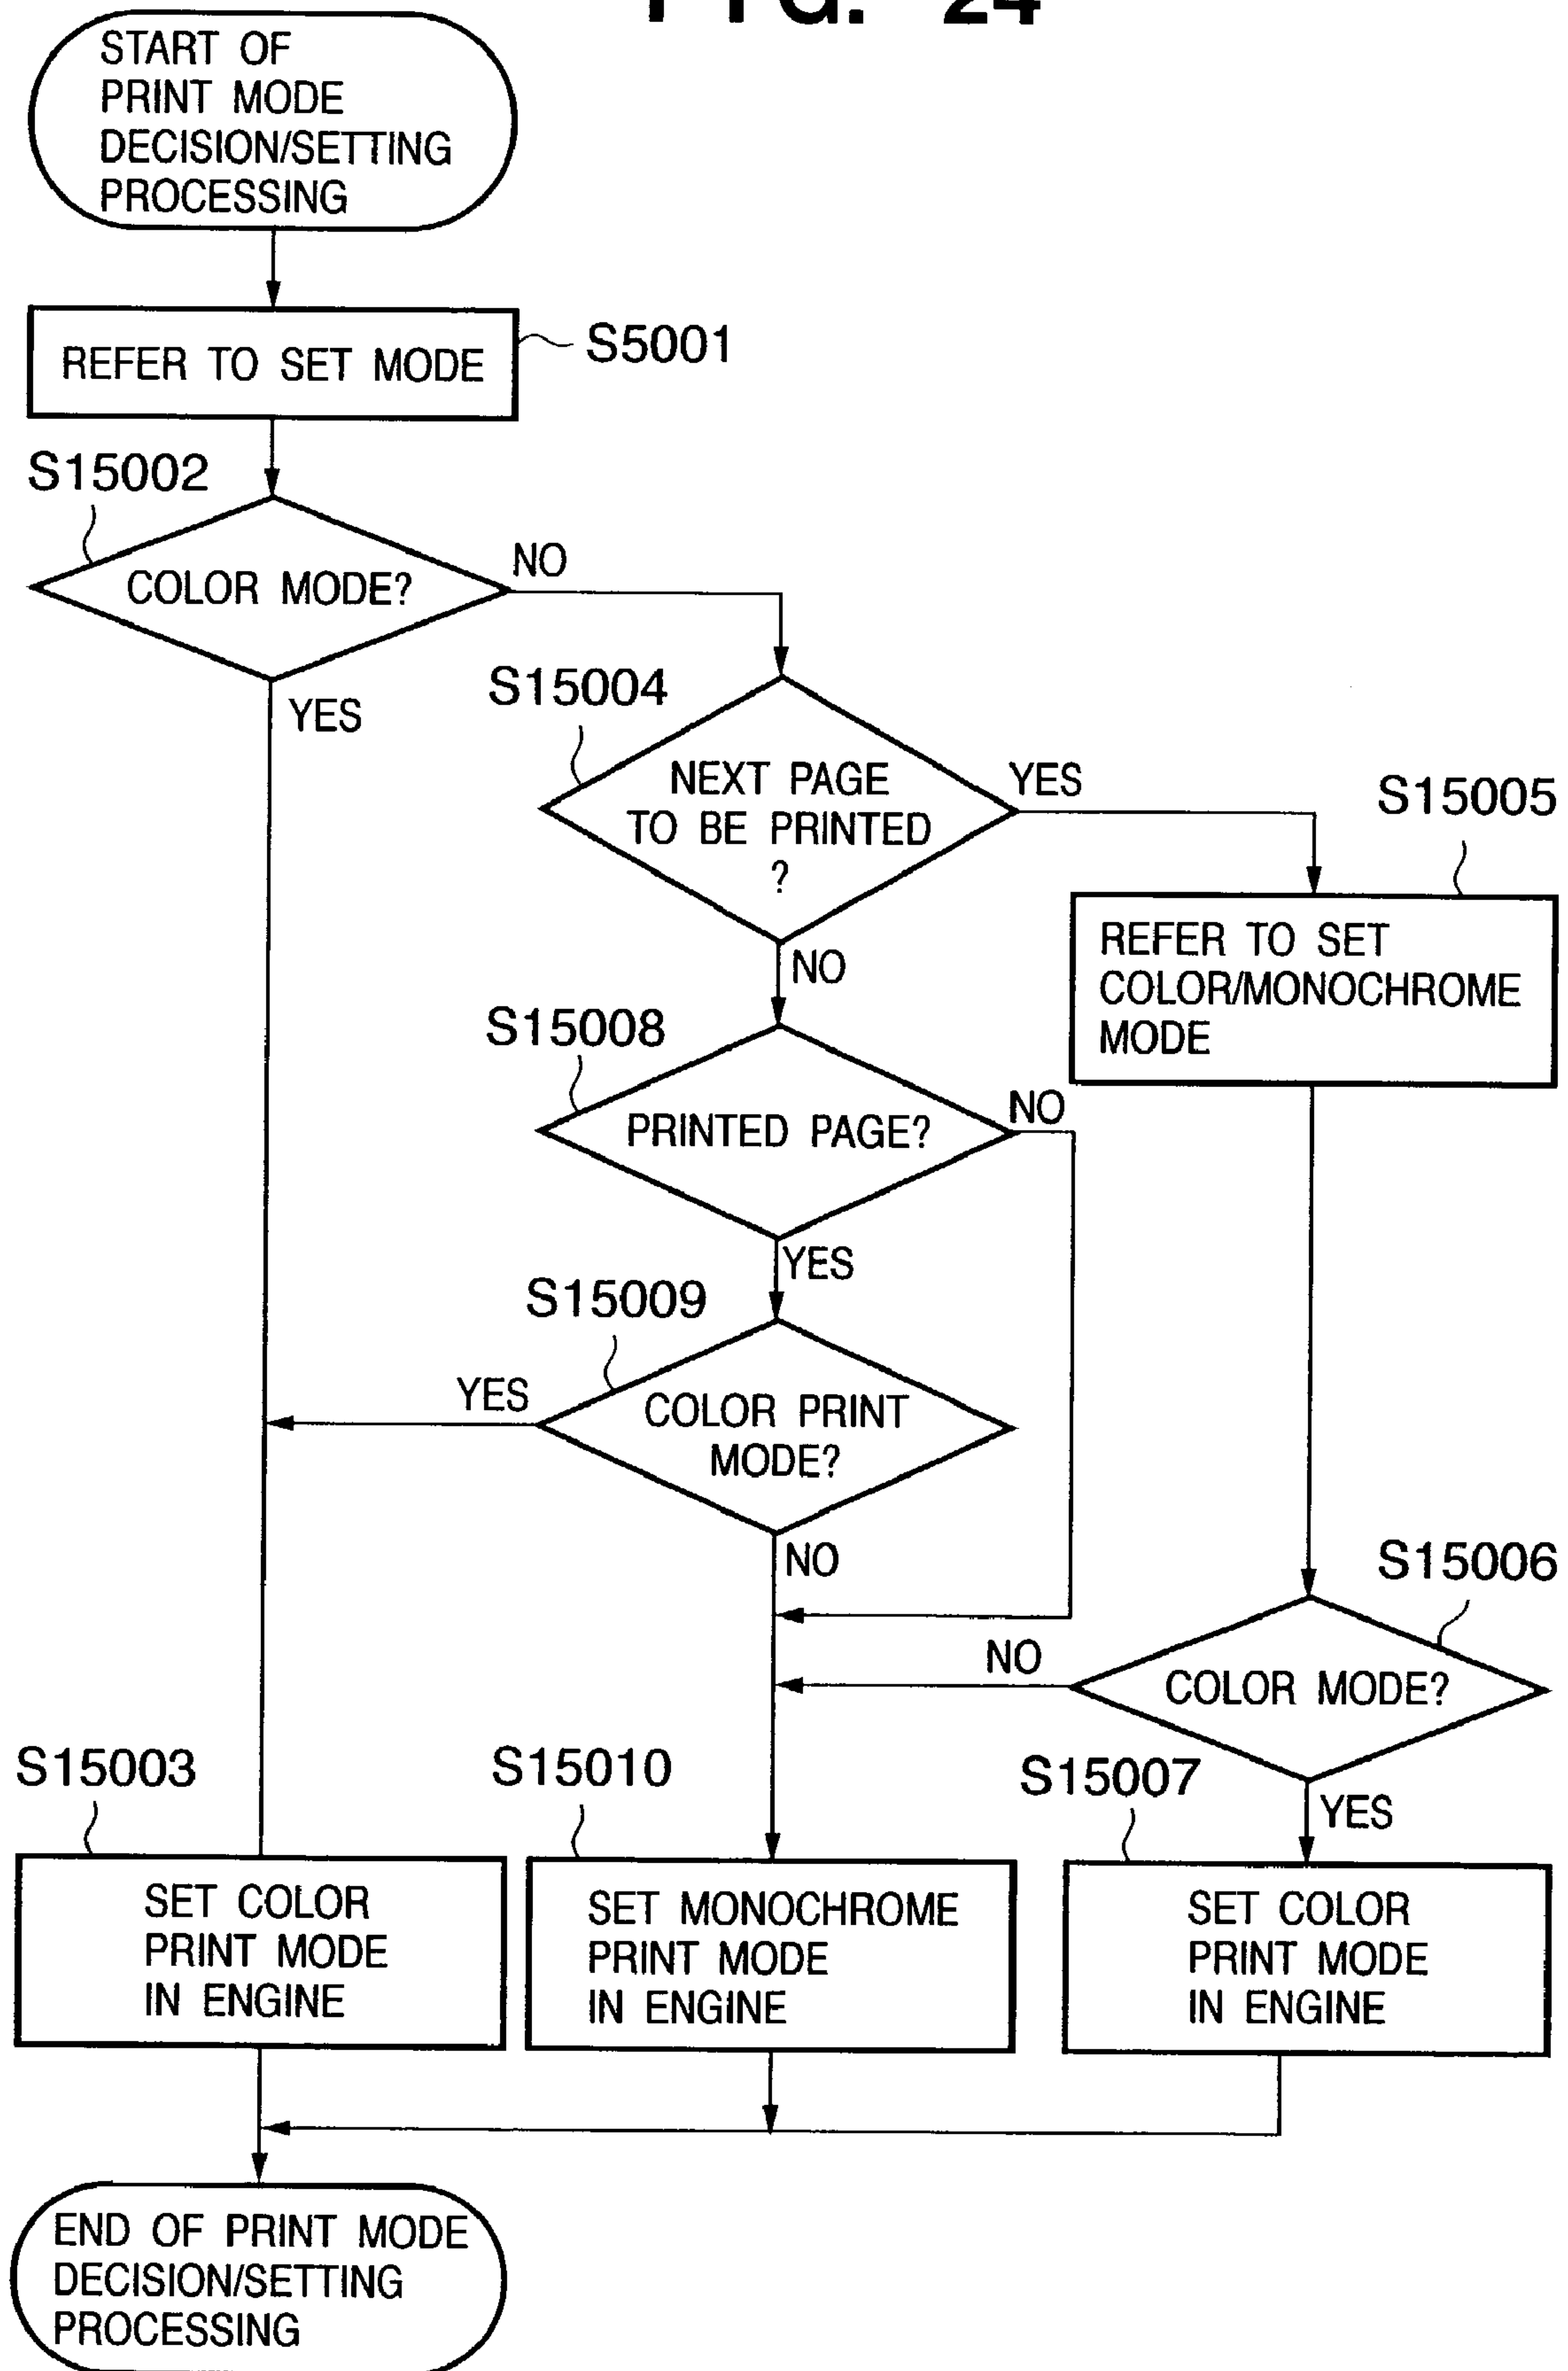 FIG. 24
START OF
PRINT MODE
DECISION/SETTING
PROCESSING
REFER TO SET MODE
S5001
S15002
COLOR MODE?
NO
YES
S15004
NEXT PAGE
TO BE PRINTED
?
YES
NO
S15005
REFER TO SET
COLOR/MONOCHROME
MODE
S15008
PRINTED PAGE?
NO
YES
S15009
COLOR PRINT
MODE?
YES
NO
S15006
COLOR MODE?
NO
YES
S15003
SET COLOR
PRINT MODE
IN ENGINE
S15010
SET MONOCHROME
PRINT MODE
IN ENGINE
S15007
SET COLOR
PRINT MODE
IN ENGINE
END OF PRINT MODE
DECISION/SETTING
PROCESSING